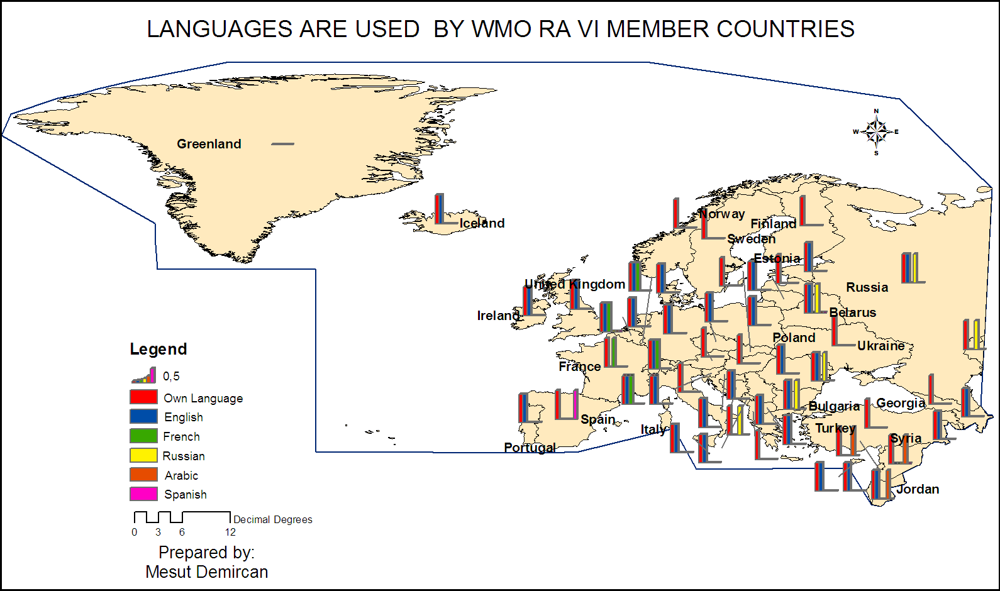 LANGUAGES ARE USED  BY WMO RA VI MEMBER COUNTRIES
N
W
E
S
Greenland
Iceland
Norway
Finland
Sweden
Estonia
United Kingdom
Russia
Ireland
Belarus
Poland
Ukraine
France
Bulgaria
Georgia
Spain
Italy
Turkey
Syria
Portugal
Jordan
Legend
0,5
Own Language
English
French
Russian
Arabic
Spanish
Decimal Degrees
0 3 6 12
Prepared by:
Mesut Demircan